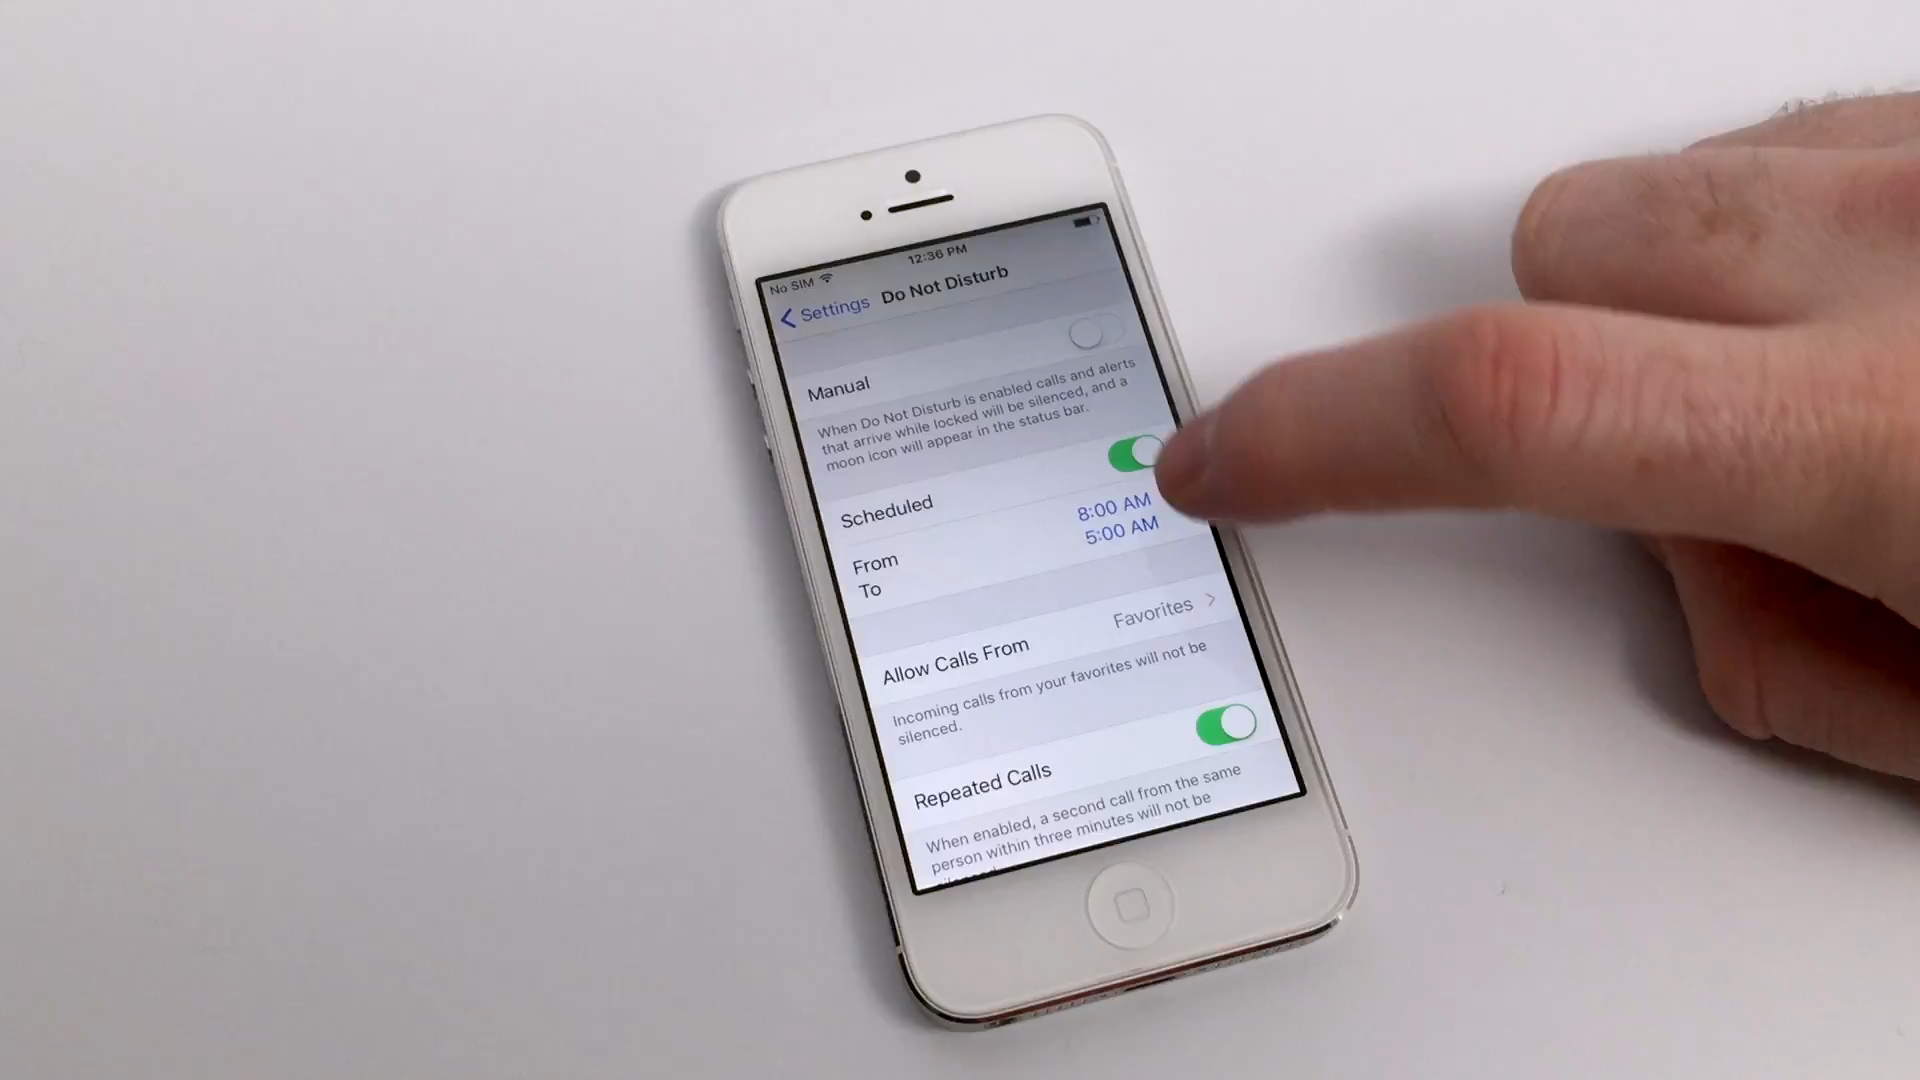 No SIM 12:36 PM
Settings Do Not Disturb
Manual
When Do Not Disturb is enabled calls and alerts
that arrive while locked will be silenced, and a
moon icon will appear in the status bar.
Scheduled
From 8:00 AM
To 5:00 AM
Allow Calls From Favorites
Incoming calls from your favorites will not be
silenced.
Repeated Calls
When enabled, a second call from the same
person within three minutes will not be